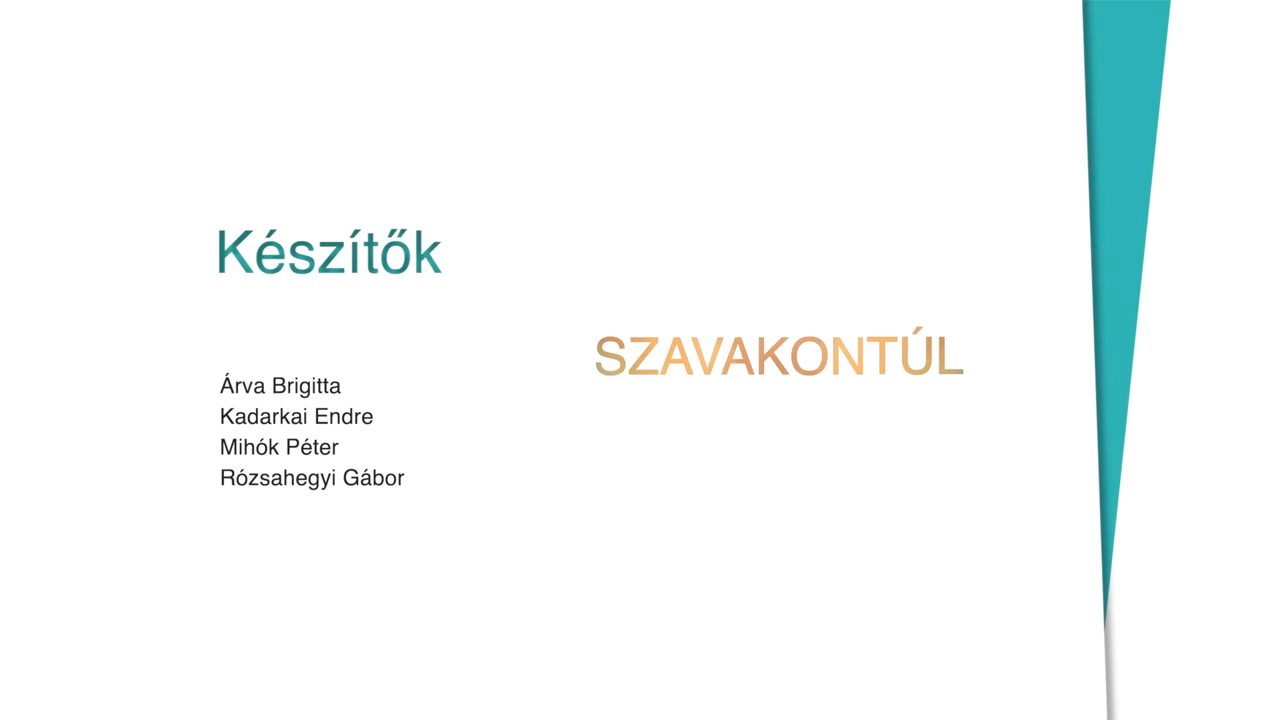 Készítők
SZAVAKONTÚL
Árva Brigitta
Kadarkai Endre
Mihók Péter
Rózsahegyi Gábor